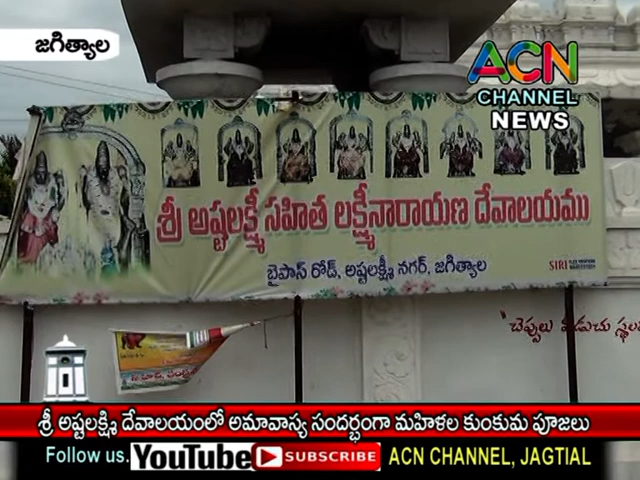 జగిత్యాల
ACN
CHANNEL
NEWS
శ్రీ అష్టలక్ష్మీ సహిత లక్ష్మీనారాయణ దేవాలయము
బైపాస్ రోడ్, అష్టలక్ష్మీ నగర్, జగిత్యాల
SIRI
చెప్పులు విడుచు స్థలం
శ్రీ అష్టలక్ష్మి దేవాలయంలో అమావాస్య సందర్భంగా మహిళల కుంకుమ పూజలు
Follow us. YouTube SUBSCRIBE ACN CHANNEL, JAGTIAL